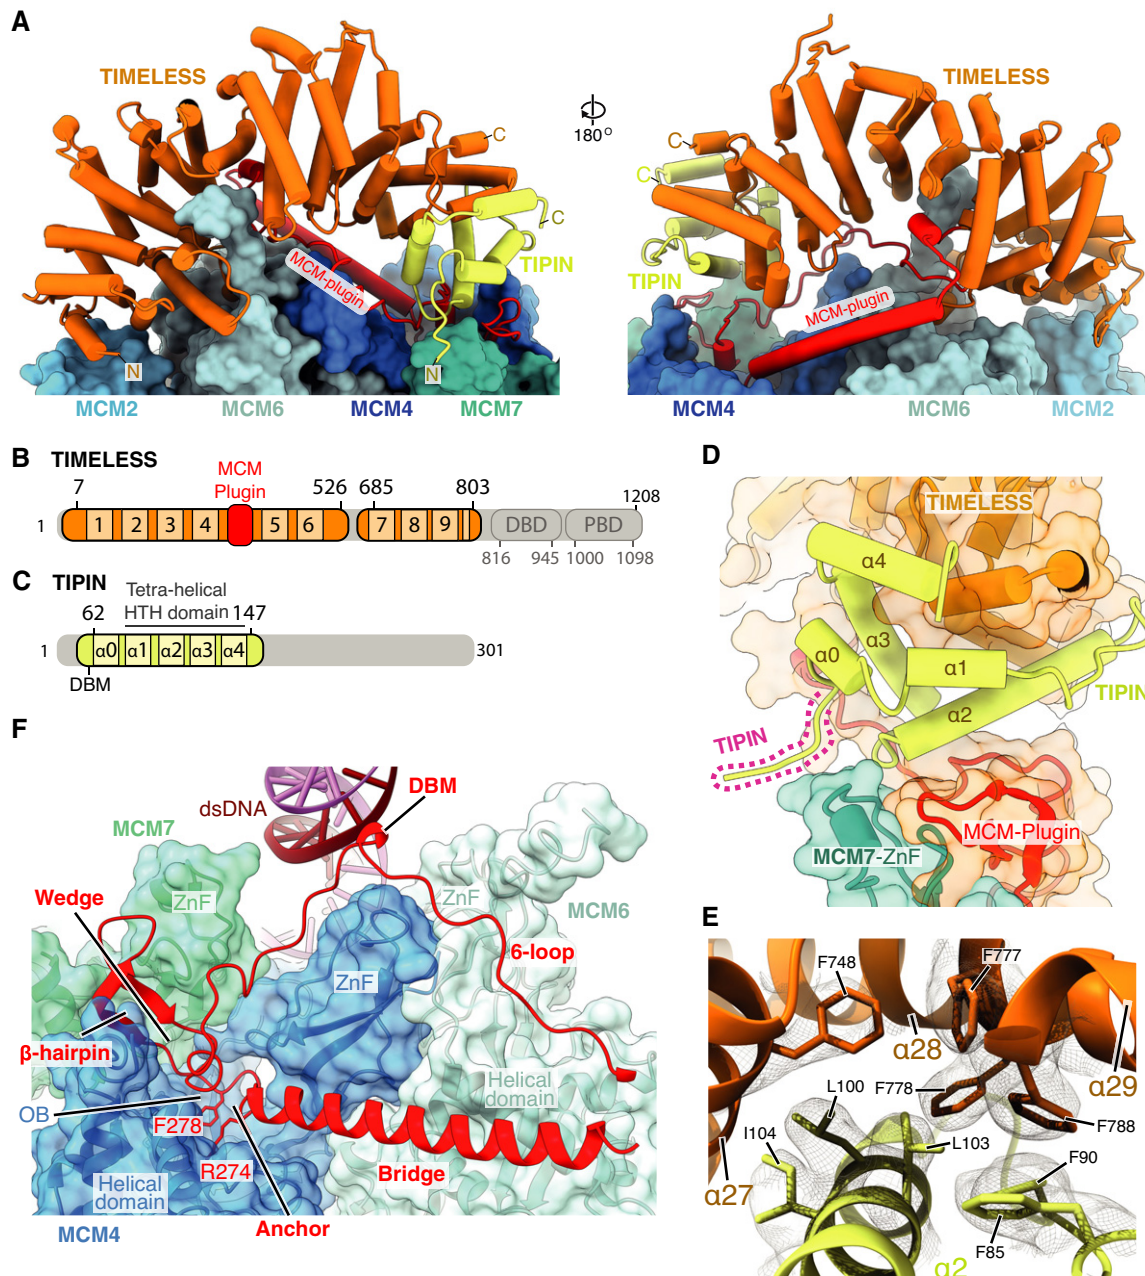 A
TIMELESS
C
C
TIPIN
MCM-plugin
N
N
MCM2
MCM6
MCM4
MCM7
180°
TIMELESS
C
C
TIPIN
MCM-plugin
MCM4
MCM6
MCM2
B TIMELESS
MCM
Plugin
7
526
685
803
1208
1
1 2 3 4 5 6 7 8 9 DBD PBD
816 945 1000 1098
C TIPIN
Tetra-helical
HTH domain
62
147
1
α0 α1 α2 α3 α4
301
DBM
D
TIMELESS
α4
α3
α0
α1
α2
TIPIN
TIPIN
MCM-Plugin
MCM7-ZnF
E
F748
F777
α28
L100
F778
α29
F788
I104
L103
F90
α27
F85
α2
F
dsDNA
DBM
MCM7
Wedge
ZnF
ZnF
MCM6
6-loop
ZnF
β-hairpin
OB
Helical
domain
F278
R274
Bridge
Helical
domain
Anchor
MCM4